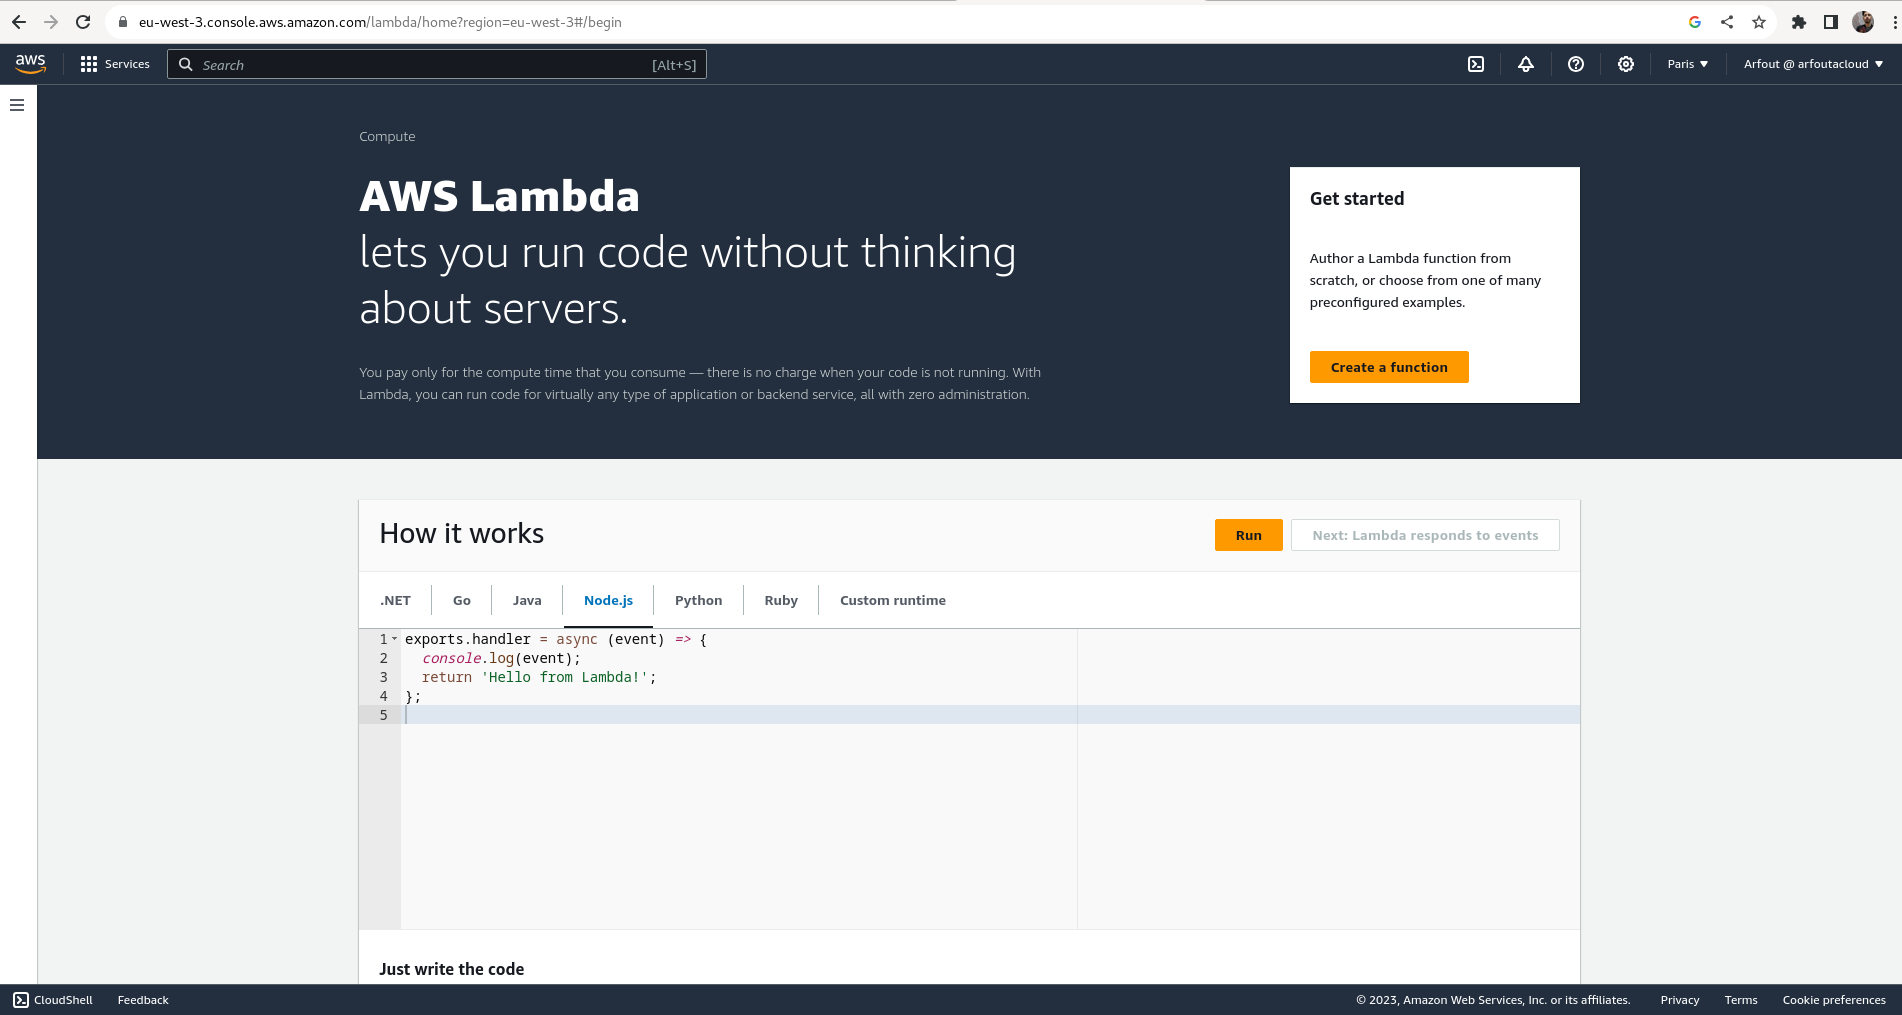 eu-west-3.console.aws.amazon.com/lambda/home?region=eu-west-3#/begin
aws Services Search [Alt+S] Paris Arfout @ arfoutacloud
Compute
AWS Lambda
lets you run code without thinking
about servers.
You pay only for the compute time that you consume — there is no charge when your code is not running. With
Lambda, you can run code for virtually any type of application or backend service, all with zero administration.
Get started
Author a Lambda function from
scratch, or choose from one of many
preconfigured examples.
Create a function
How it works
Run Next: Lambda responds to events
.NET Go Java Node.js Python Ruby Custom runtime
1 exports.handler = async (event) => {
2 console.log(event);
3 return 'Hello from Lambda!';
4 };
5
Just write the code
CloudShell Feedback © 2023, Amazon Web Services, Inc. or its affiliates. Privacy Terms Cookie preferences